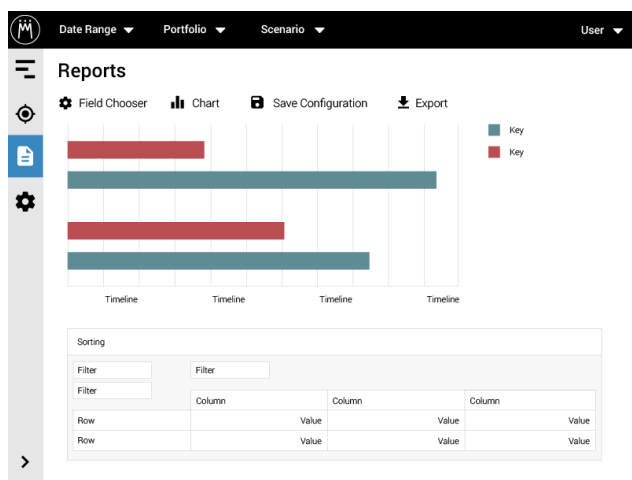 Date Range Portfolio Scenario User
Reports
Field Chooser Chart Save Configuration Export
Key
Key
Timeline Timeline Timeline Timeline
Sorting
Filter Filter
Filter
Column Column Column
Row Value Value Value
Row Value Value Value